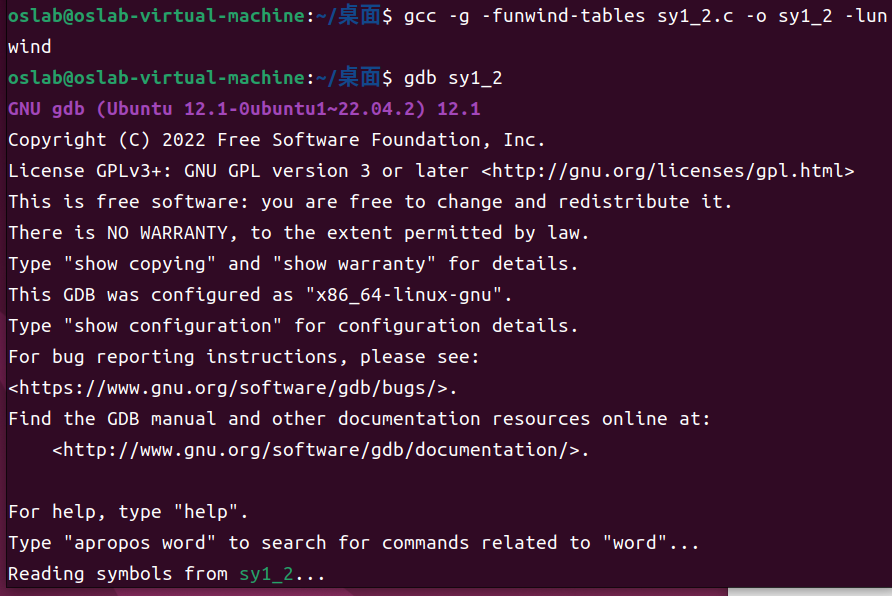 oslab@oslab-virtual-machine:~/桌面$ gcc -g -funwind-tables sy1_2.c -o sy1_2 -lun
wind
oslab@oslab-virtual-machine:~/桌面$ gdb sy1_2
GNU gdb (Ubuntu 12.1-0ubuntu1~22.04.2) 12.1
Copyright (C) 2022 Free Software Foundation, Inc.
License GPLv3+: GNU GPL version 3 or later <http://gnu.org/licenses/gpl.html>
This is free software: you are free to change and redistribute it.
There is NO WARRANTY, to the extent permitted by law.
Type "show copying" and "show warranty" for details.
This GDB was configured as "x86_64-linux-gnu".
Type "show configuration" for configuration details.
For bug reporting instructions, please see:
<https://www.gnu.org/software/gdb/bugs/>.
Find the GDB manual and other documentation resources online at:
    <http://www.gnu.org/software/gdb/documentation/>.

For help, type "help".
Type "apropos word" to search for commands related to "word"...
Reading symbols from sy1_2...